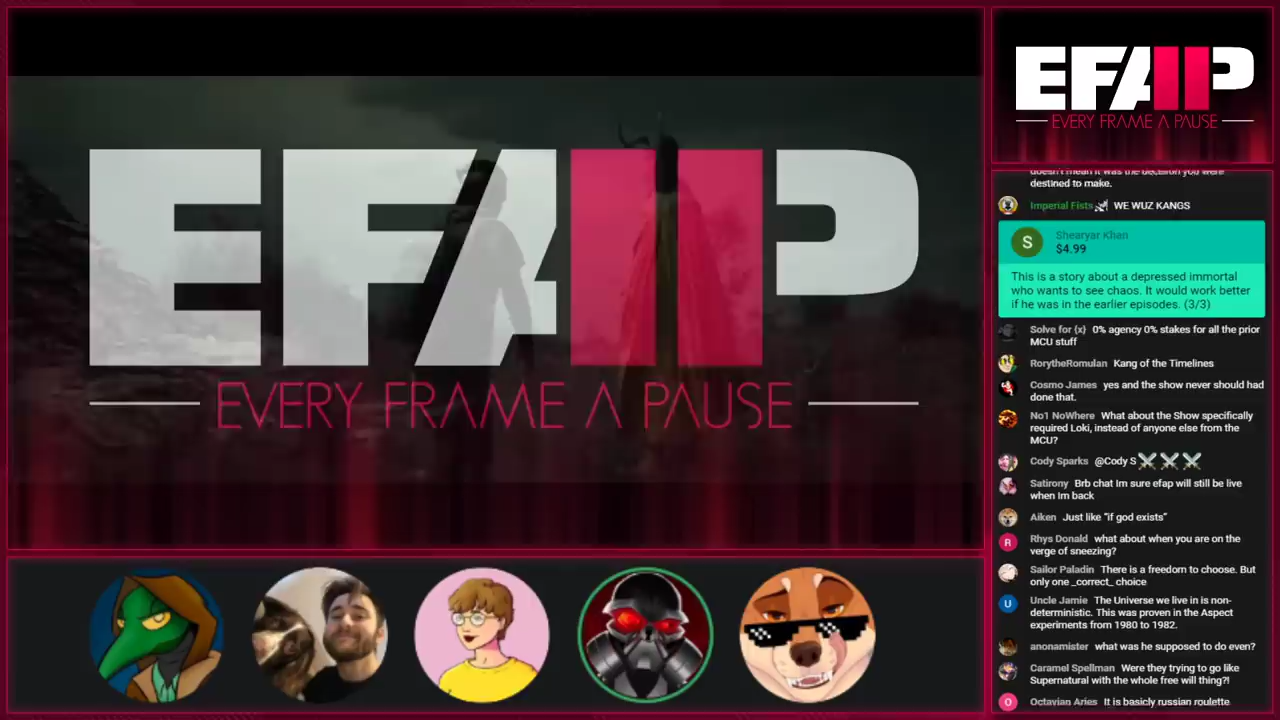 EFAP
EVERY FRAME A PAUSE
EFAP
EVERY FRAME A PAUSE
doesn't mean it was the decision you were
destined to make.
Imperial Fists WE WUZ KANGS
S
Shearyar Khan
$4.99
This is a story about a depressed immortal
who wants to see chaos. It would work better
if he was in the earlier episodes. (3/3)
Solve for {x} 0% agency 0% stakes for all the prior
MCU stuff
RorytheRomulan Kang of the Timelines
Cosmo James yes and the show never should had
done that.
No1 NoWhere What about the Show specifically
required Loki, instead of anyone else from the
MCU?
Cody Sparks @Cody S⚔️⚔️⚔️
Satirony Brb chat Im sure efap will still be live
when Im back
Aiken Just like "if god exists"
R Rhys Donald what about when you are on the
verge of sneezing?
Sailor Paladin There is a freedom to choose. But
only one _correct_ choice
U Uncle Jamie The Universe we live in is non-
deterministic. This was proven in the Aspect
experiments from 1980 to 1982.
anonamister what was he supposed to do even?
Caramel Spellman Were they trying to go like
Supernatural with the whole free will thing?!
O Octavian Aries It is basicly russian roulette